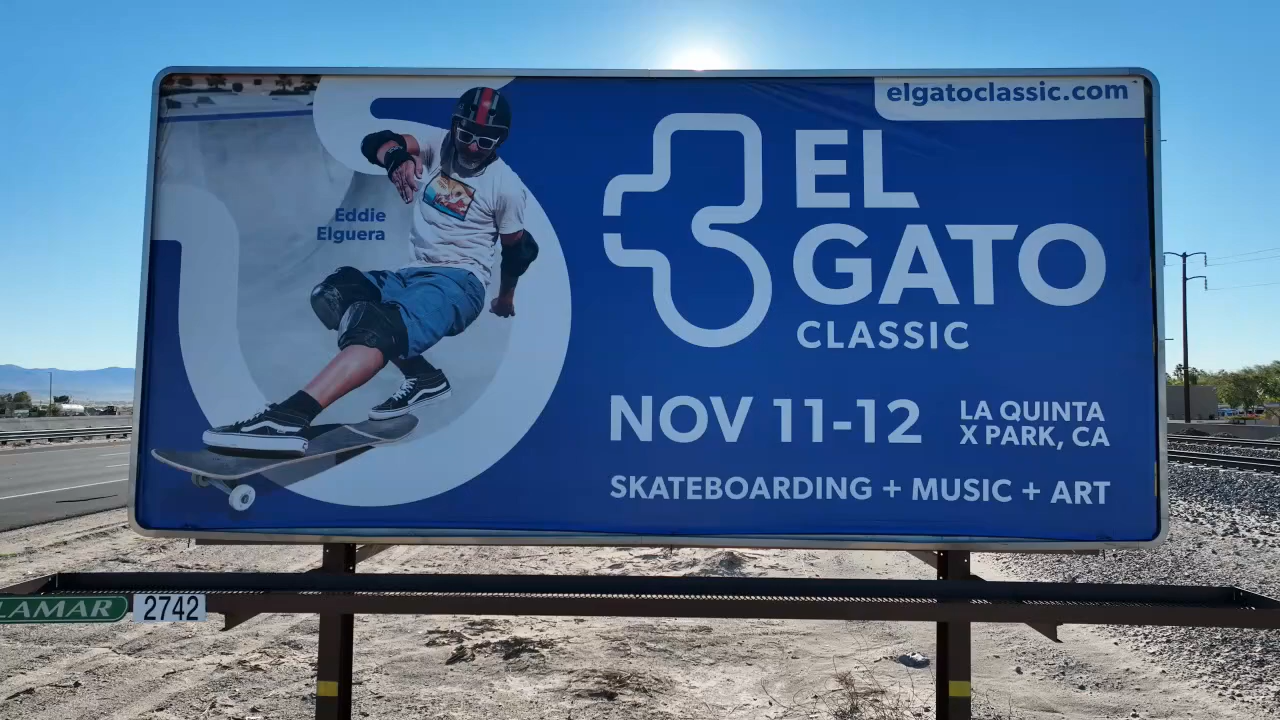 elgatoclassic.com
Eddie
Elguera
EL
GATO
CLASSIC
NOV 11-12
LA QUINTA
X PARK, CA
SKATEBOARDING + MUSIC + ART
LAMAR
2742